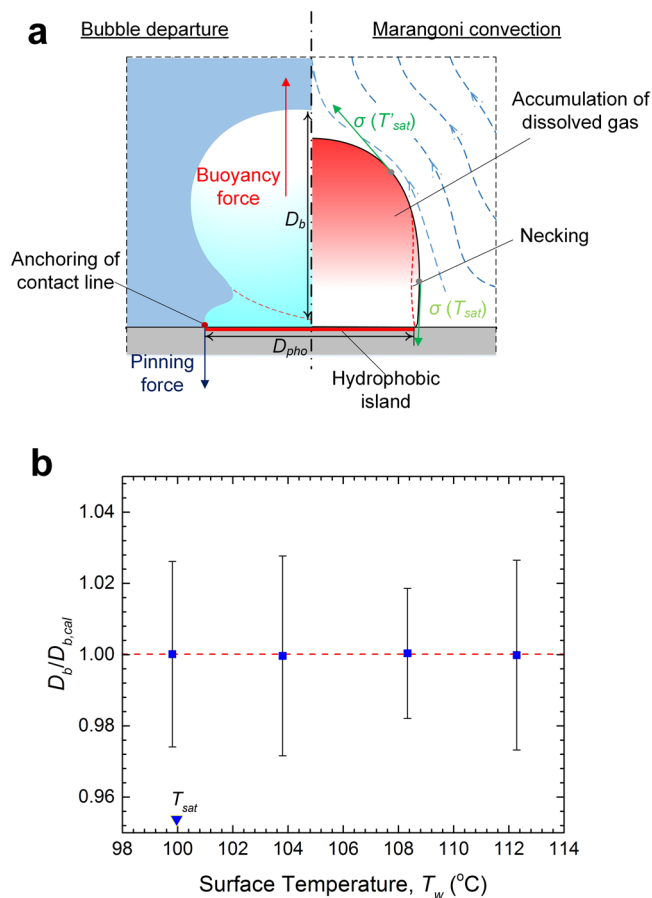 a
Bubble departure
Marangoni convection
σ (T'sat)
Accumulation of
dissolved gas
Buoyancy
force
Db
Necking
Anchoring of
contact line
σ (Tsat)
Dpho
Pinning
force
Hydrophobic
island
b
1.04
1.02
1.00
0.98
0.96
Db/Db,cal
Tsat
98 100 102 104 106 108 110 112 114
Surface Temperature, Tw (oC)